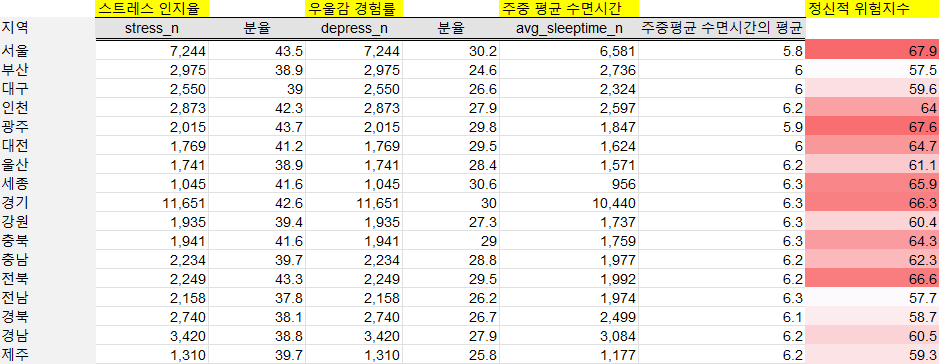 스트레스 인지율 우울감 경험률 주중 평균 수면시간 정신적 위험지수
지역 stress_n 분율 depress_n 분율 avg_sleeptime_n 주중평균 수면시간의 평균
서울 7,244 43.5 7,244 30.2 6,581 5.8 67.9
부산 2,975 38.9 2,975 24.6 2,736 6 57.5
대구 2,550 39 2,550 26.6 2,324 6 59.6
인천 2,873 42.3 2,873 27.9 2,597 6.2 64
광주 2,015 43.7 2,015 29.8 1,847 5.9 67.6
대전 1,769 41.2 1,769 29.5 1,624 6 64.7
울산 1,741 38.9 1,741 28.4 1,571 6.2 61.1
세종 1,045 41.6 1,045 30.6 956 6.3 65.9
경기 11,651 42.6 11,651 30 10,440 6.3 66.3
강원 1,935 39.4 1,935 27.3 1,737 6.3 60.4
충북 1,941 41.6 1,941 29 1,759 6.3 64.3
충남 2,234 39.7 2,234 28.8 1,977 6.2 62.3
전북 2,249 43.3 2,249 29.5 1,992 6.2 66.6
전남 2,158 37.8 2,158 26.2 1,974 6.3 57.7
경북 2,740 38.1 2,740 26.7 2,499 6.1 58.7
경남 3,420 38.8 3,420 27.9 3,084 6.2 60.5
제주 1,310 39.7 1,310 25.8 1,177 6.2 59.3